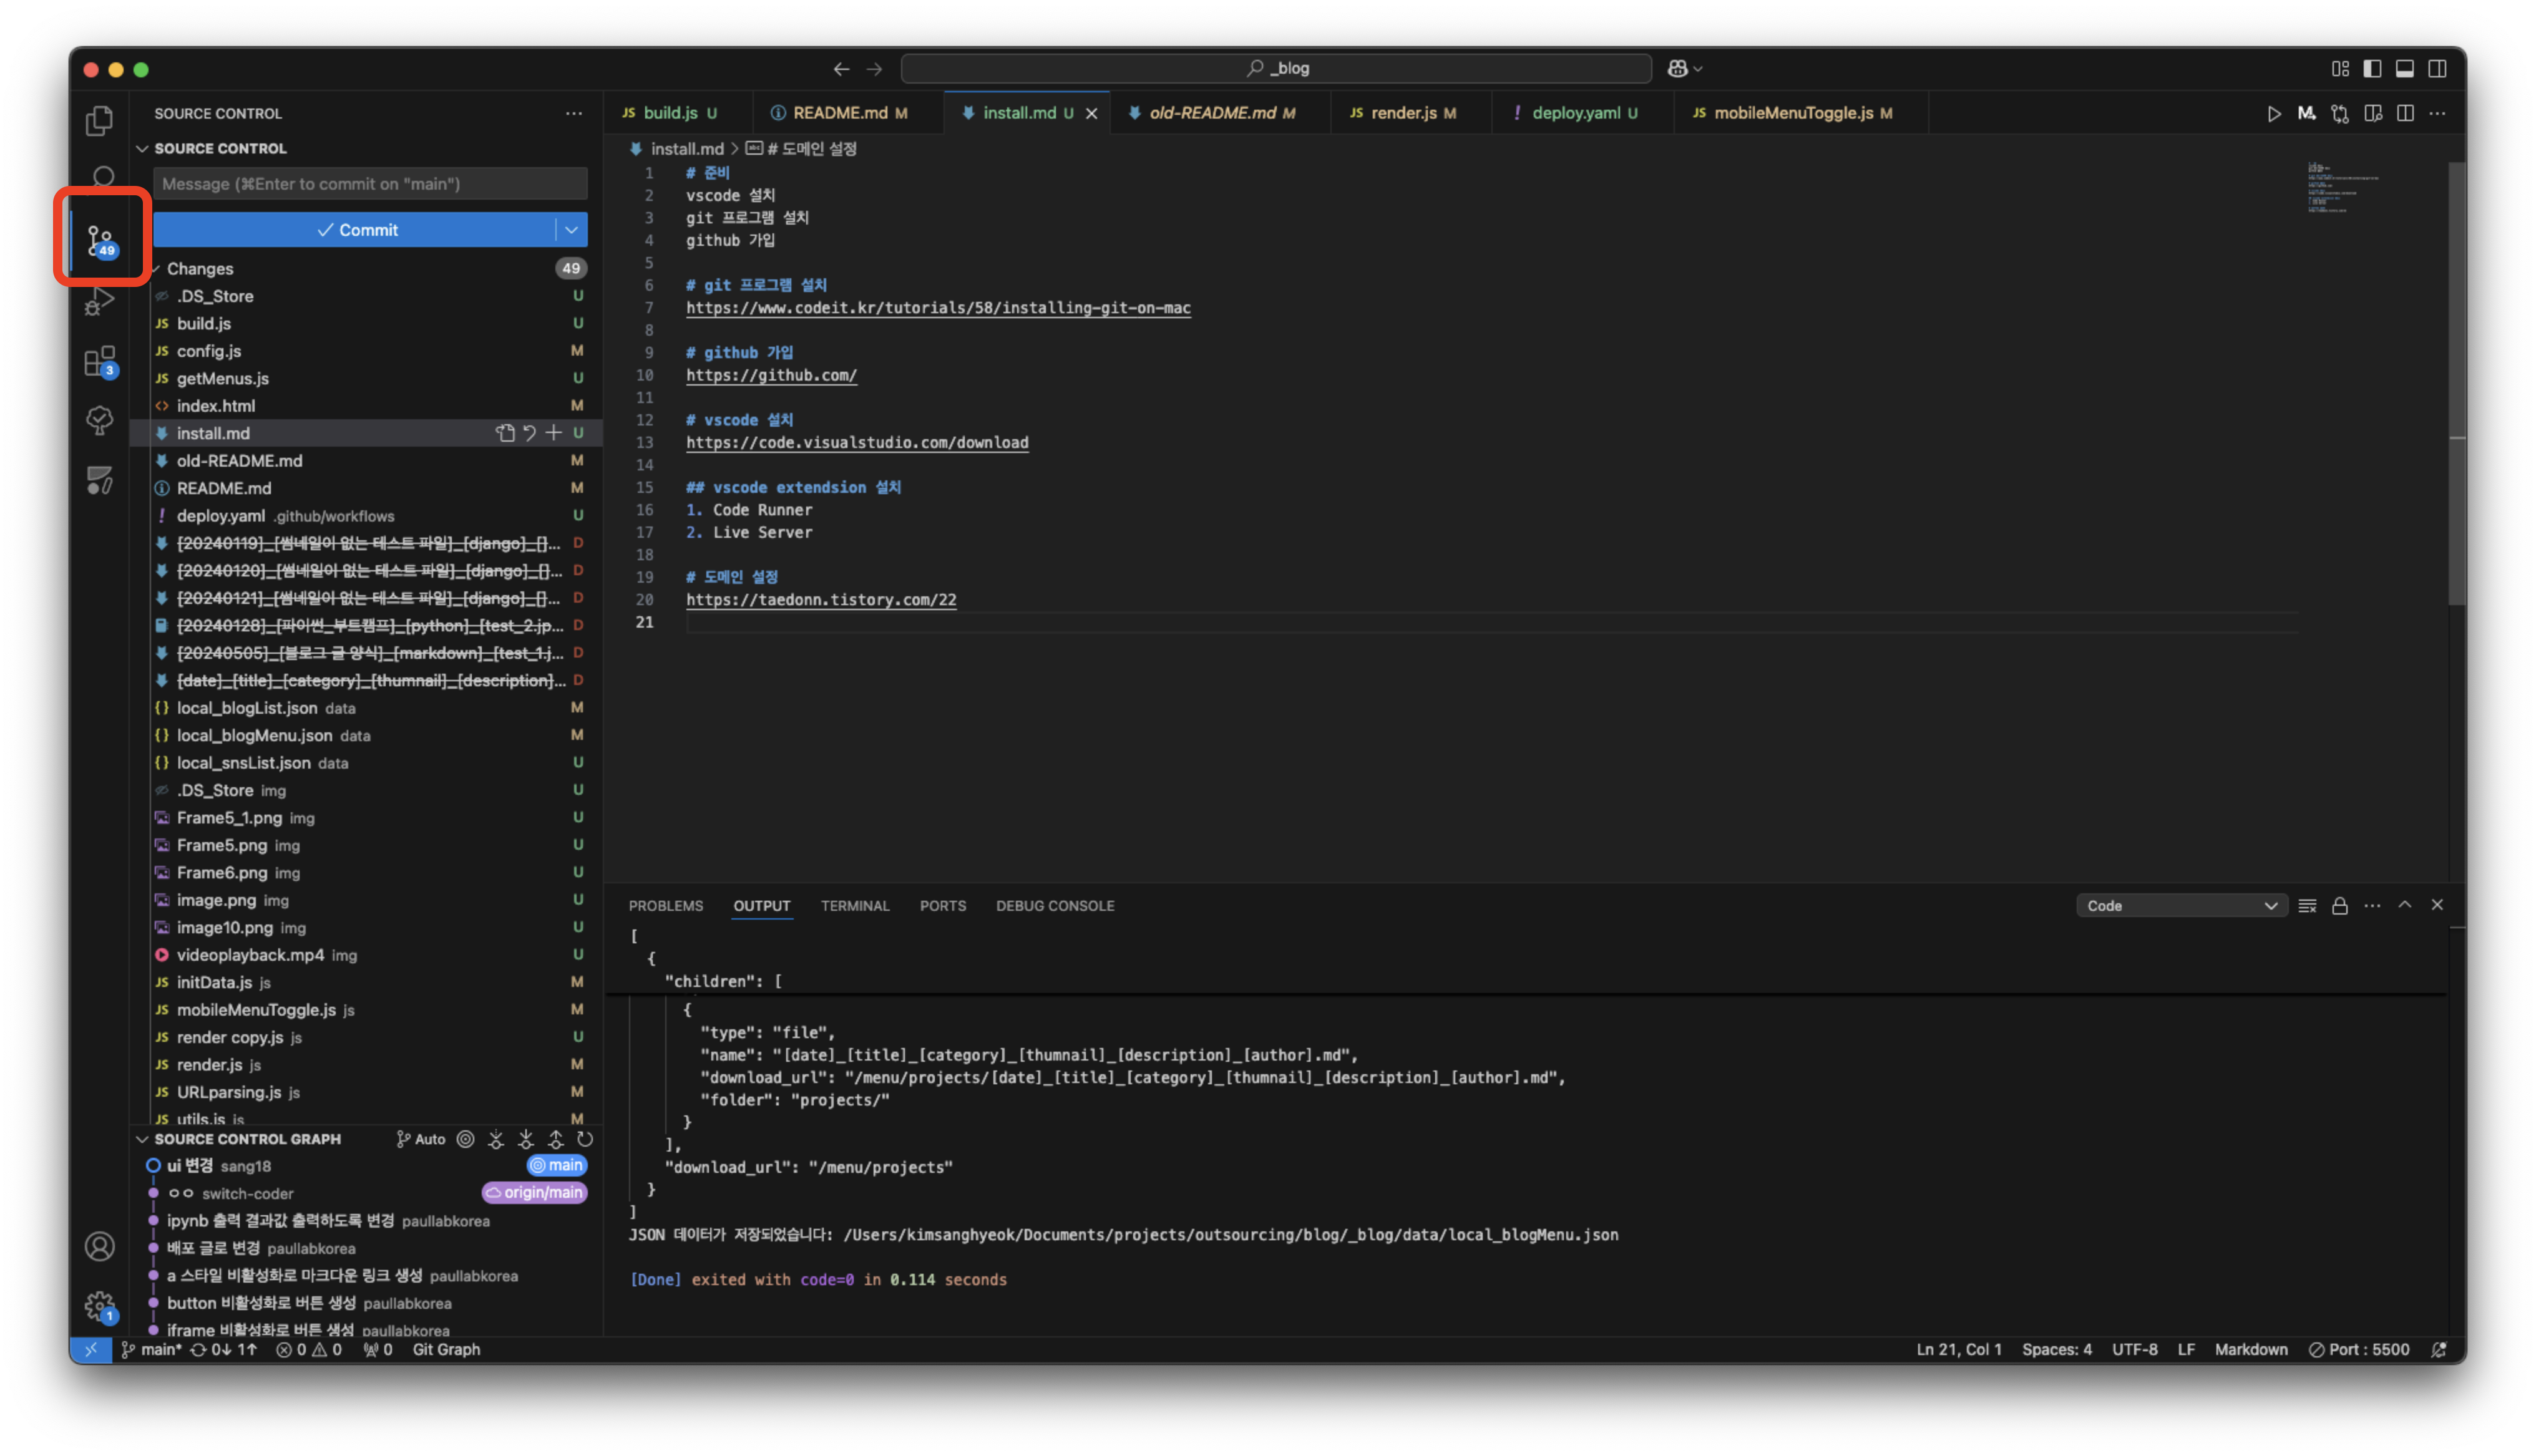 _blog
SOURCE CONTROL
SOURCE CONTROL
Message (⌘Enter to commit on "main")
Commit
49
Changes 49
.DS_Store U
build.js U
config.js M
getMenus.js U
index.html M
3
install.md U
old-README.md M
README.md M
deploy.yaml .github/workflows U
[20240119]_[썸네일이 없는 테스트 파일]_[django]_[]... D
[20240120]_[썸네일이 없는 테스트 파일]_[django]_[]... D
[20240121]_[썸네일이 없는 테스트 파일]_[django]_[]... D
[20240128]_[파이썬_부트캠프]_[python]_[test_2.jp... D
[20240505]_[블로그 글 양식]_[markdown]_[test_1.j... D
[date]_[title]_[category]_[thumnail]_[description]... D
local_blogList.json data M
local_blogMenu.json data M
local_snsList.json data U
.DS_Store img U
Frame5_1.png img U
Frame5.png img U
Frame6.png img U
image.png img U
image10.png img U
videoplayback.mp4 img U
initData.js js M
mobileMenuToggle.js js M
render copy.js js U
render.js js M
URLparsing.js js M
utils.js js M
SOURCE CONTROL GRAPH Auto
ui 변경 sang18 main
ㅇㅇ switch-coder origin/main
ipynb 출력 결과값 출력하도록 변경 paullabkorea
배포 글로 변경 paullabkorea
a 스타일 비활성화로 마크다운 링크 생성 paullabkorea
button 비활성화로 버튼 생성 paullabkorea
iframe 비활성화로 버튼 생성 paullabkorea
1
JS build.js U
README.md M
install.md U
old-README.md M
JS render.js M
! deploy.yaml U
JS mobileMenuToggle.js M
install.md > # 도메인 설정
1 # 준비
2 vscode 설치
3 git 프로그램 설치
4 github 가입
5
6 # git 프로그램 설치
7 https://www.codeit.kr/tutorials/58/installing-git-on-mac
8
9 # github 가입
10 https://github.com/
11
12 # vscode 설치
13 https://code.visualstudio.com/download
14
15 ## vscode extendsion 설치
16 1. Code Runner
17 2. Live Server
18
19 # 도메인 설정
20 https://taedonn.tistory.com/22
21
PROBLEMS OUTPUT TERMINAL PORTS DEBUG CONSOLE Code
[
{
"children": [
{
"type": "file",
"name": "[date]_[title]_[category]_[thumnail]_[description]_[author].md",
"download_url": "/menu/projects/[date]_[title]_[category]_[thumnail]_[description]_[author].md",
"folder": "projects/"
}
],
"download_url": "/menu/projects"
}
]
JSON 데이터가 저장되었습니다: /Users/kimsanghyeok/Documents/projects/outsourcing/blog/_blog/data/local_blogMenu.json
[Done] exited with code=0 in 0.114 seconds
main* 0↓ 1↑ 0 0 0 Git Graph Ln 21, Col 1 Spaces: 4 UTF-8 LF Markdown Port : 5500